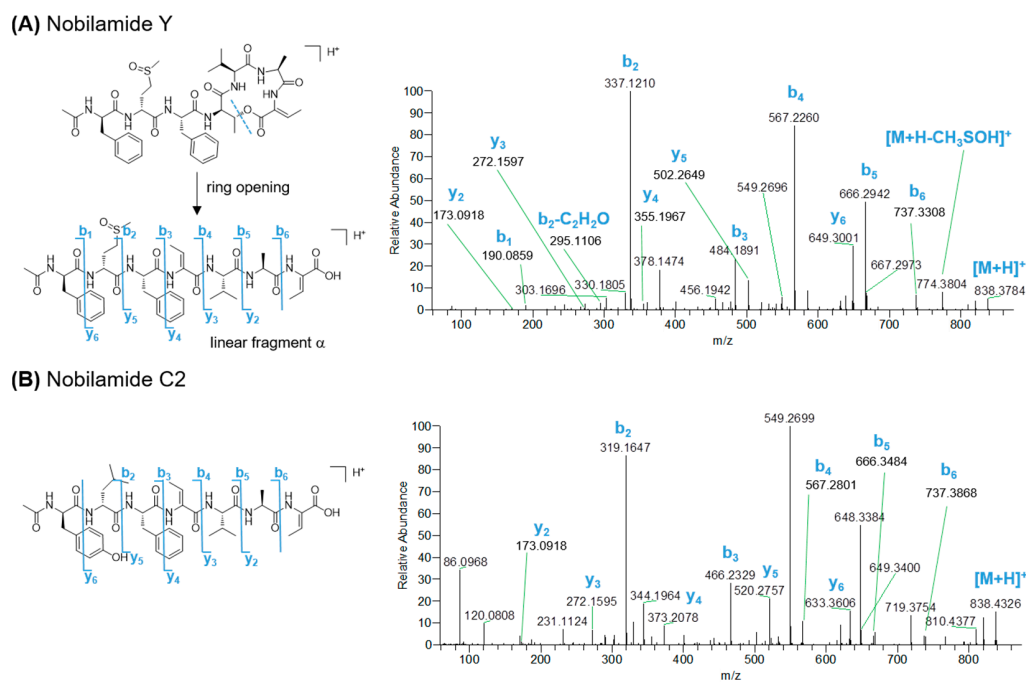 (A) Nobilamide Y
H⁺
ring opening
H⁺
b₁ b₂ b₃ b₄ b₅ b₆
y₆ y₅ y₄ y₃ y₂
linear fragment α
Relative Abundance
100
90
80
70
60
50
40
30
20
10
0
100 200 300 400 500 600 700 800
m/z
y₂
173.0918
y₃
272.1597
b₁
190.0859
b₂-C₂H₂O
295.1106
303.1696
330.1805
b₂
337.1210
y₄
355.1967
378.1474
456.1942
b₃
484.1891
y₅
502.2649
549.2696
b₄
567.2260
y₆
649.3001
b₅
666.2942
667.2973
b₆
737.3308
[M+H-CH₃SOH]⁺
774.3804
[M+H]⁺
838.3784
(B) Nobilamide C2
H⁺
b₂ b₃ b₄ b₅ b₆
y₆ y₅ y₄ y₃ y₂
Relative Abundance
100
90
80
70
60
50
40
30
20
10
0
100 200 300 400 500 600 700 800
m/z
86.0968
120.0808
y₂
173.0918
231.1124
y₃
272.1595
b₂
319.1647
344.1964
y₄
373.2078
b₃
466.2329
y₅
520.2757
549.2699
b₄
567.2801
y₆
633.3606
648.3384
649.3400
b₅
666.3484
719.3754
b₆
737.3868
810.4377
[M+H]⁺
838.4326